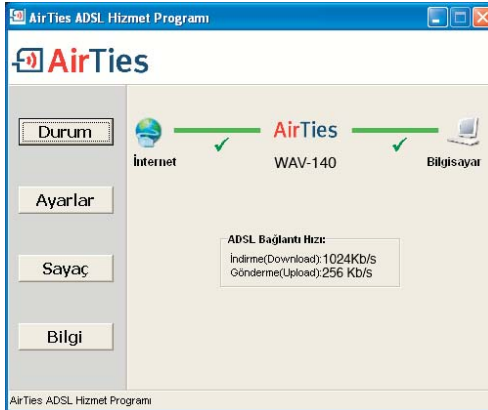 AirTies ADSL Hizmet Programı
AirTies
Durum
Ayarlar
Sayaç
Bilgi
AirTies
İnternet
WAV-140
Bilgisayar
ADSL Bağlantı Hızı:
İndirme(Download):1024Kb/s
Gönderme(Upload):256 Kb/s
AirTies ADSL Hizmet Programı